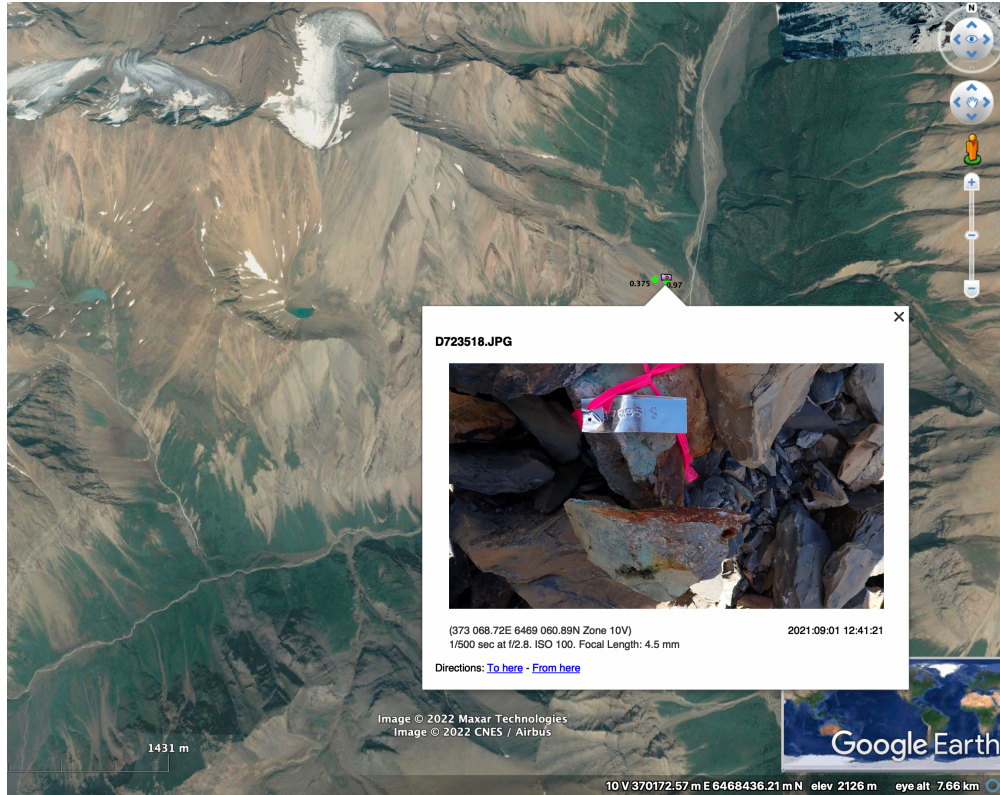 N
0.375
0.97
D723518.JPG
(373 068.72E 6469 060.89N Zone 10V)
2021:09:01 12:41:21
1/500 sec at f/2.8. ISO 100. Focal Length: 4.5 mm
Directions: To here - From here
Image © 2022 Maxar Technologies
Image © 2022 CNES / Airbus
1431 m
Google Earth
10 V 370172.57 m E 6468436.21 m N elev 2126 m eye alt 7.66 km